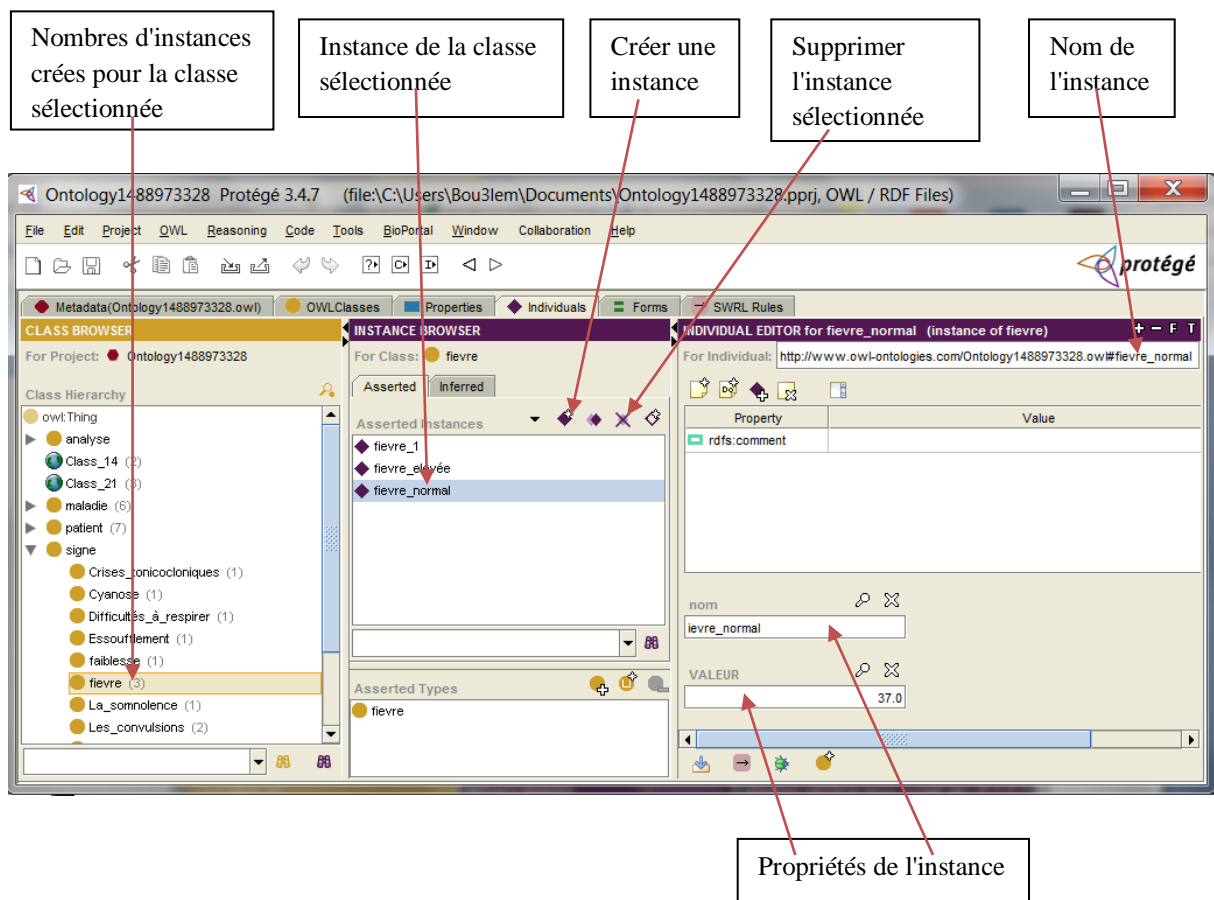 Nombres d'instances
crées pour la classe
sélectionnée
Instance de la classe
sélectionnée
Créer une
instance
Supprimer
l'instance
sélectionnée
Nom de
l'instance
Ontology1488973328 Protégé 3.4.7 (file:\C:\Users\Bou3lem\Documents\Ontology1488973328.pprj, OWL / RDF Files)
File Edit Project OWL Reasoning Code Tools BioPortal Window Collaboration Help
protégé
Metadata(Ontology1488973328.owl) OWLClasses Properties Individuals Forms SWRL Rules
CLASS BROWSER
For Project: Ontology1488973328
Class Hierarchy
owl:Thing
analyse
Class_14 (2)
Class_21 (3)
maladie (6)
patient (7)
signe
Crises_tonicocloniques (1)
Cyanose (1)
Difficultés_à_respirer (1)
Essoufflement (1)
faiblesse (1)
fievre (3)
La_somnolence (1)
Les_convulsions (2)
INSTANCE BROWSER
For Class: fievre
Asserted Inferred
Asserted Instances
fievre_1
fievre_elevée
fievre_normal
Asserted Types
fievre
INDIVIDUAL EDITOR for fievre_normal (instance of fievre) + − F T
For Individual: http://www.owl-ontologies.com/Ontology1488973328.owl#fievre_normal
Property Value
rdfs:comment
nom
ievre_normal
VALEUR
37.0
Propriétés de l'instance